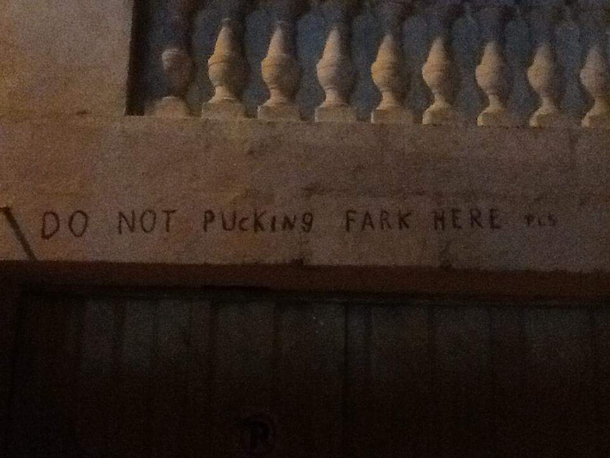 DO NOT PUCKING FARK HERE PLS